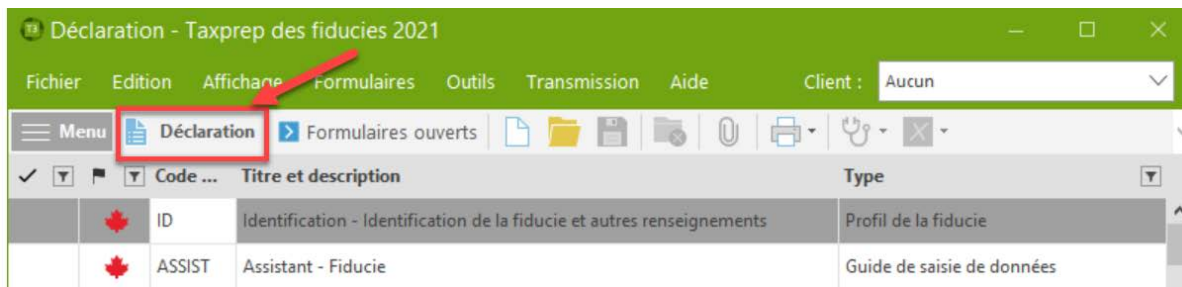 T3 Déclaration - Taxprep des fiducies 2021
Fichier Edition Affichage Formulaires Outils Transmission Aide Client : Aucun
Menu Déclaration Formulaires ouverts
Code ... Titre et description Type
ID Identification - Identification de la fiducie et autres renseignements Profil de la fiducie
ASSIST Assistant - Fiducie Guide de saisie de données